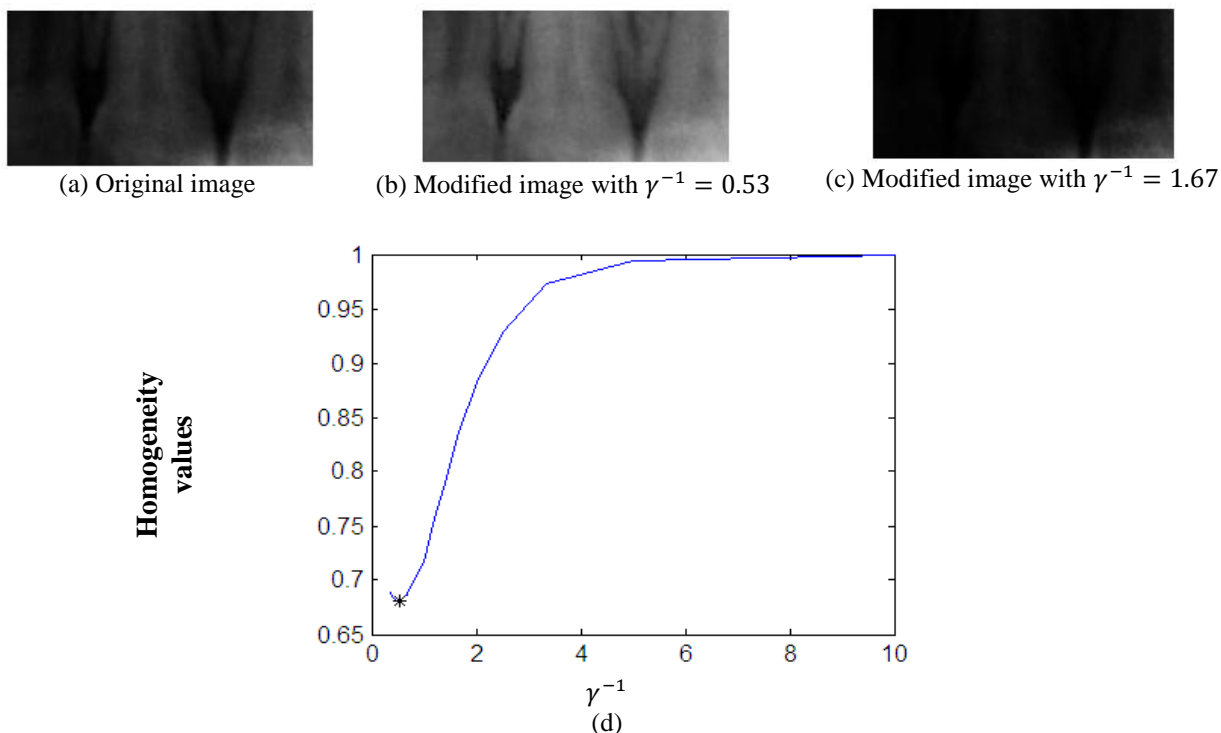 (a) Original image
(b) Modified image with γ⁻¹ = 0.53
(c) Modified image with γ⁻¹ = 1.67
Homogeneity
values
1
0.95
0.9
0.85
0.8
0.75
0.7
0.65
0 2 4 6 8 10
γ⁻¹
(d)